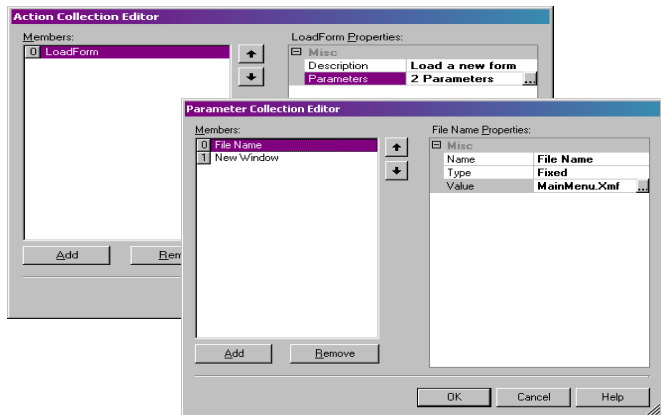 Action Collection Editor
Members:
0 LoadForm
LoadForm Properties:
Misc
Description Load a new form
Parameters 2 Parameters ...
Add
Parameter Collection Editor
Members:
0 File Name
1 New Window
File Name Properties:
Misc
Name File Name
Type Fixed
Value MainMenu.Xmf ...
Add Remove
OK Cancel Help